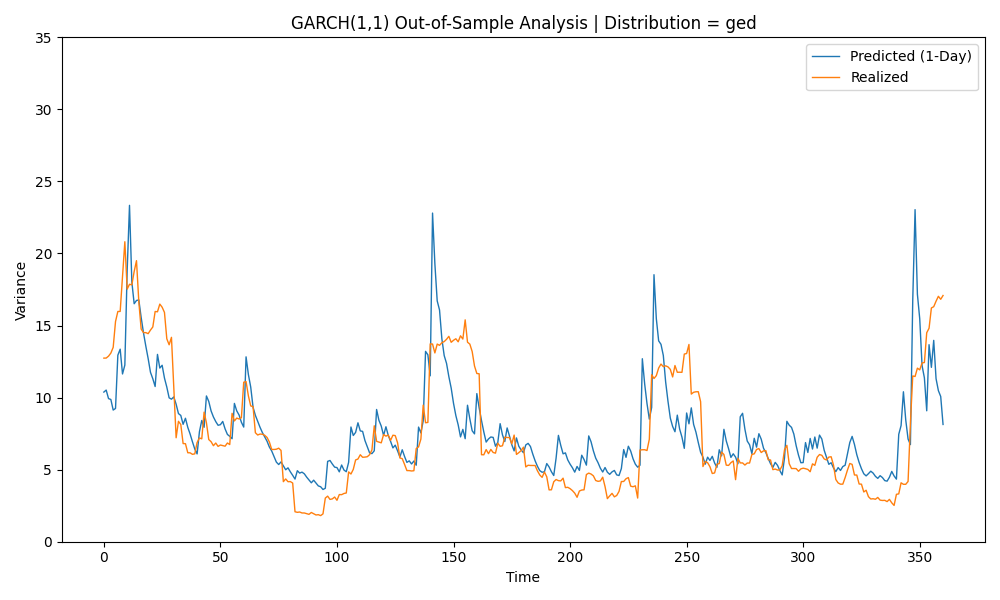 GARCH(1,1) Out-of-Sample Analysis | Distribution = ged
Predicted (1-Day)
Realized
Variance
35
30
25
20
15
10
5
0
0 50 100 150 200 250 300 350
Time